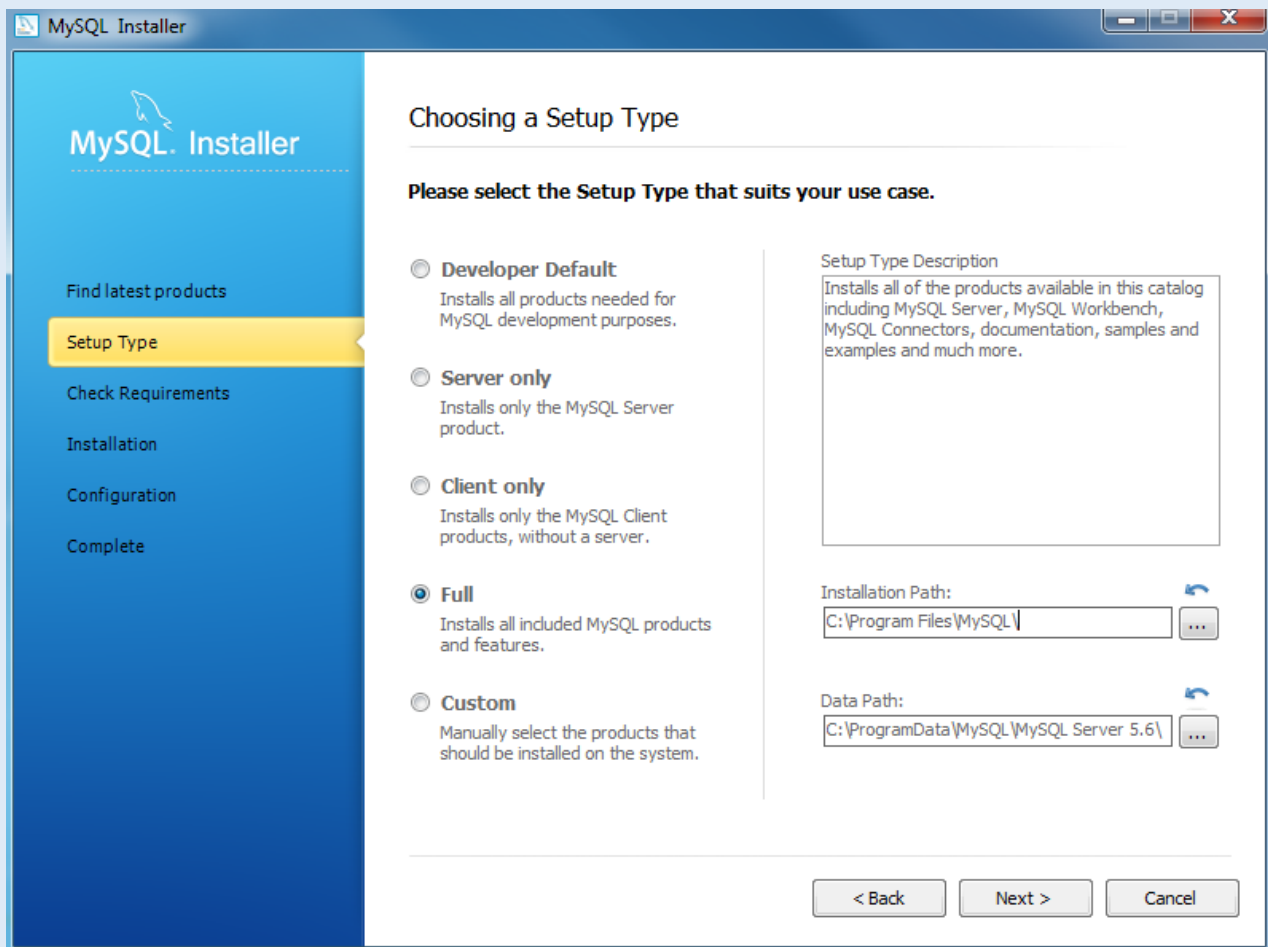 MySQL Installer
MySQL. Installer
Find latest products
Setup Type
Check Requirements
Installation
Configuration
Complete
Choosing a Setup Type
Please select the Setup Type that suits your use case.
Developer Default
Installs all products needed for
MySQL development purposes.
Server only
Installs only the MySQL Server
product.
Client only
Installs only the MySQL Client
products, without a server.
Full
Installs all included MySQL products
and features.
Custom
Manually select the products that
should be installed on the system.
Setup Type Description
Installs all of the products available in this catalog
including MySQL Server, MySQL Workbench,
MySQL Connectors, documentation, samples and
examples and much more.
Installation Path:
C:\Program Files\MySQL\
...
Data Path:
C:\ProgramData\MySQL\MySQL Server 5.6\
...
< Back
Next >
Cancel